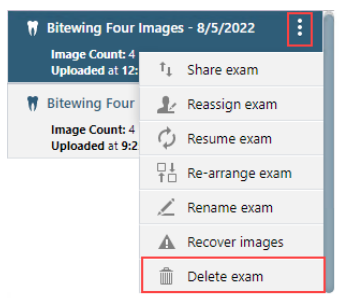 Bitewing Four Images - 8/5/2022
Image Count: 4
Uploaded at 12:
Share exam
Reassign exam
Bitewing Four
Image Count: 4
Uploaded at 9:2
Resume exam
Re-arrange exam
Rename exam
Recover images
Delete exam